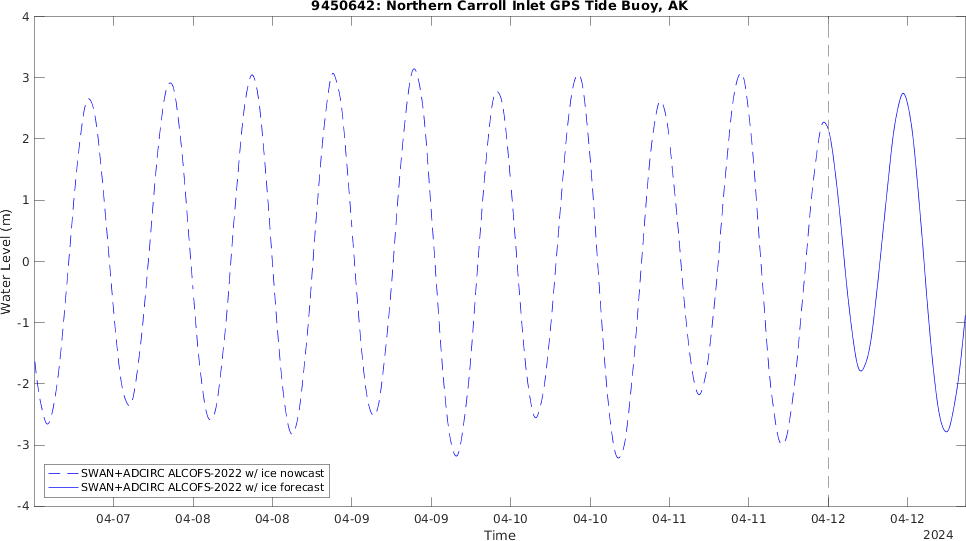 9450642: Northern Carroll Inlet GPS Tide Buoy, AK
4
3
2
1
0
-1
-2
-3
-4
Water Level (m)
SWAN+ADCIRC ALCOFS-2022 w/ ice nowcast
SWAN+ADCIRC ALCOFS-2022 w/ ice forecast
04-07 04-08 04-08 04-09 04-09 04-10 04-10 04-11 04-11 04-12 04-12
Time
2024